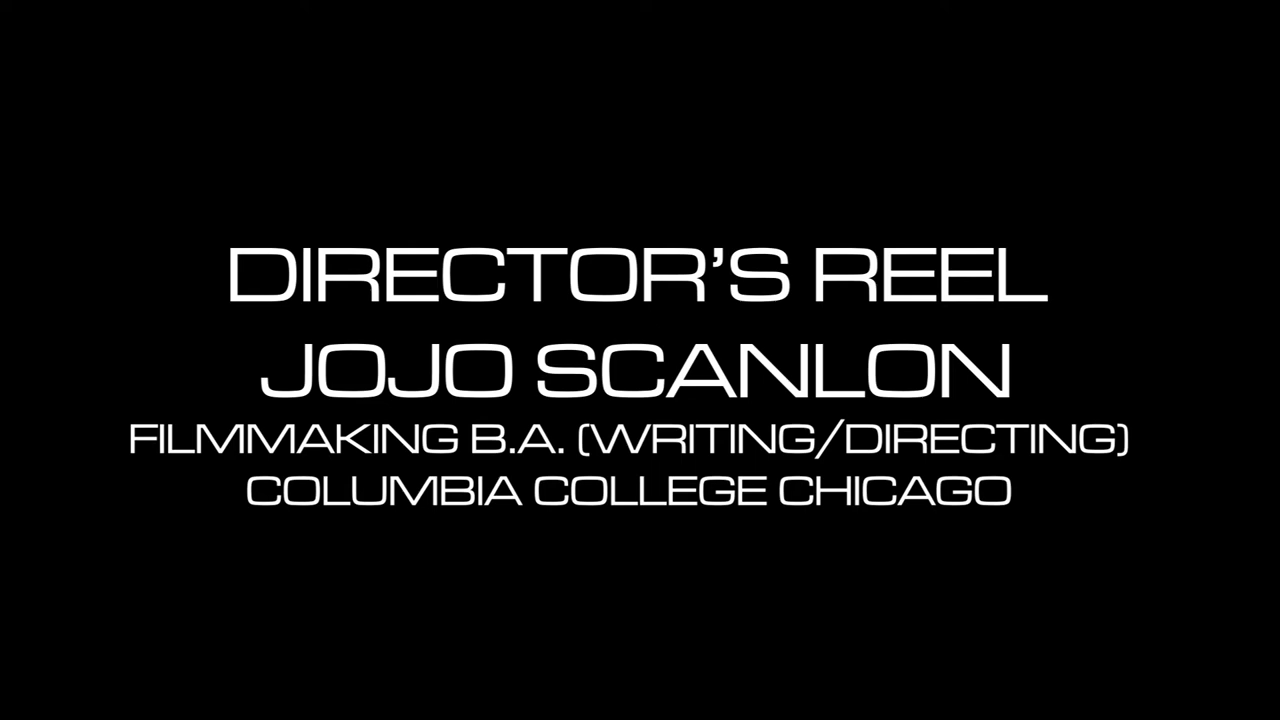 DIRECTOR’S REEL
JOJO SCANLON
FILMMAKING B.A. (WRITING/DIRECTING)
COLUMBIA COLLEGE CHICAGO